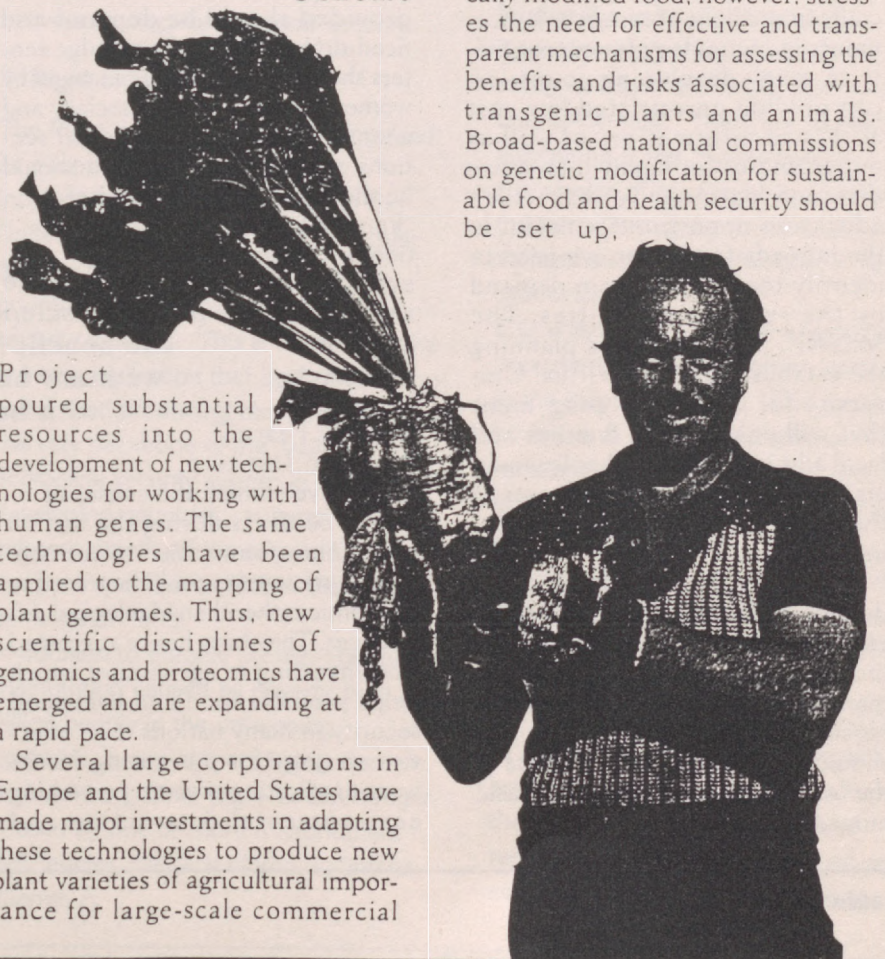 Project
poured substantial
resources into the
development of new tech-
nologies for working with
human genes. The same
technologies have been
applied to the mapping of
plant genomes. Thus, new
scientific disciplines of
genomics and proteomics have
emerged and are expanding at
a rapid pace.
Several large corporations in
Europe and the United States have
made major investments in adapting
these technologies to produce new
plant varieties of agricultural impor-
ance for large-scale commercial
modified food, however, stress-
es the need for effective and trans-
parent mechanisms for assessing the
benefits and risks associated with
transgenic plants and animals.
Broad-based national commissions
on genetic modification for sustain-
able food and health security should
be set up,